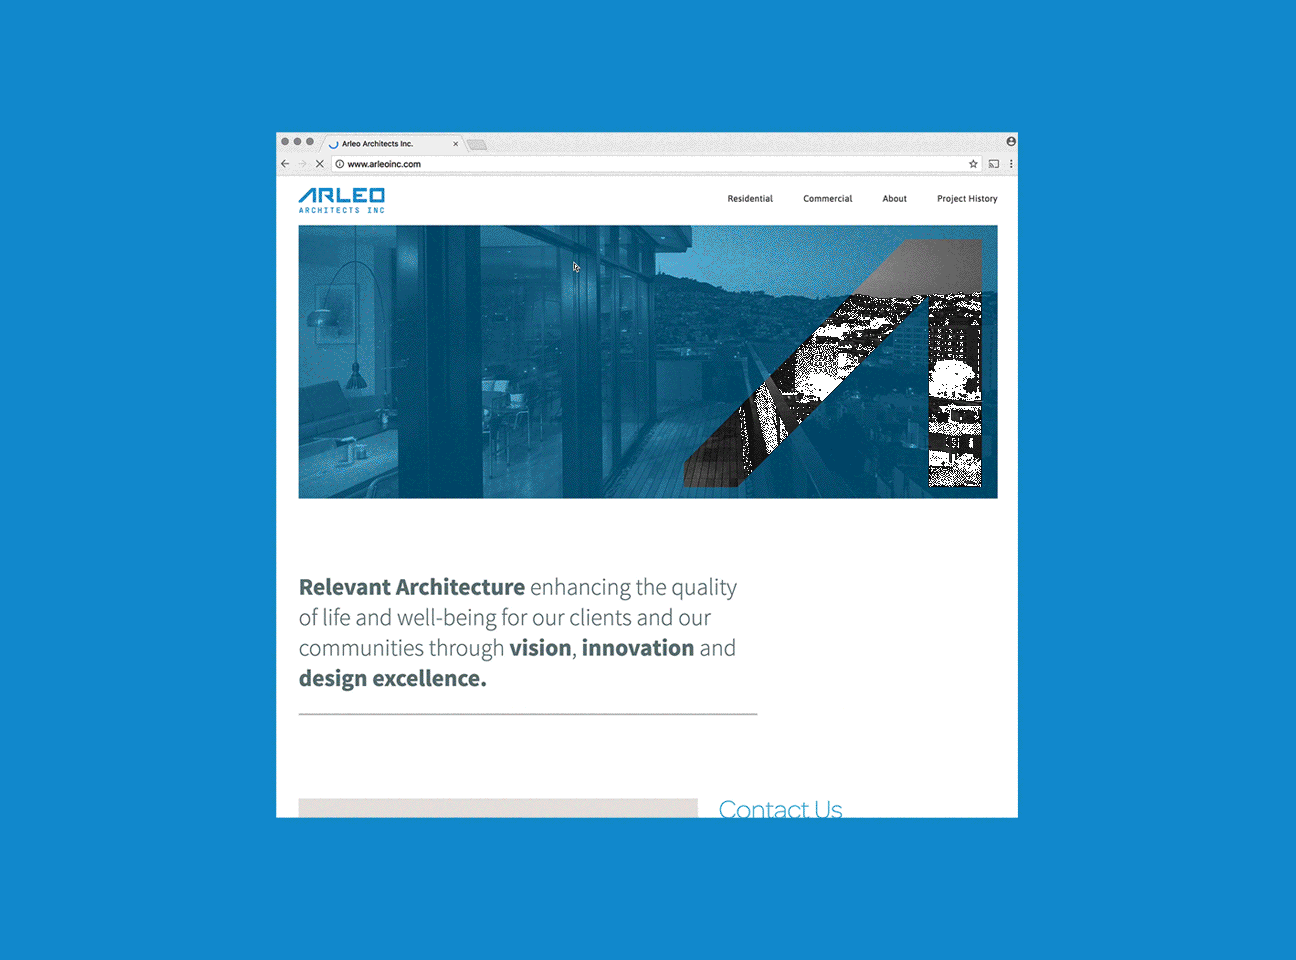 Arleo Architects Inc.
www.arleoinc.com
ARLEO
ARCHITECTS INC
Residential
Commercial
About
Project History
Relevant Architecture enhancing the quality
of life and well-being for our clients and our
communities through vision, innovation and
design excellence.
Contact Us